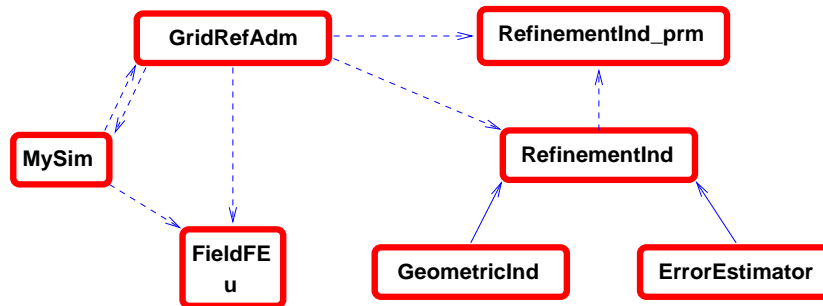 GridRefAdm
RefinementInd_prm
MySim
RefinementInd
FieldFE
u
GeometricInd
ErrorEstimator